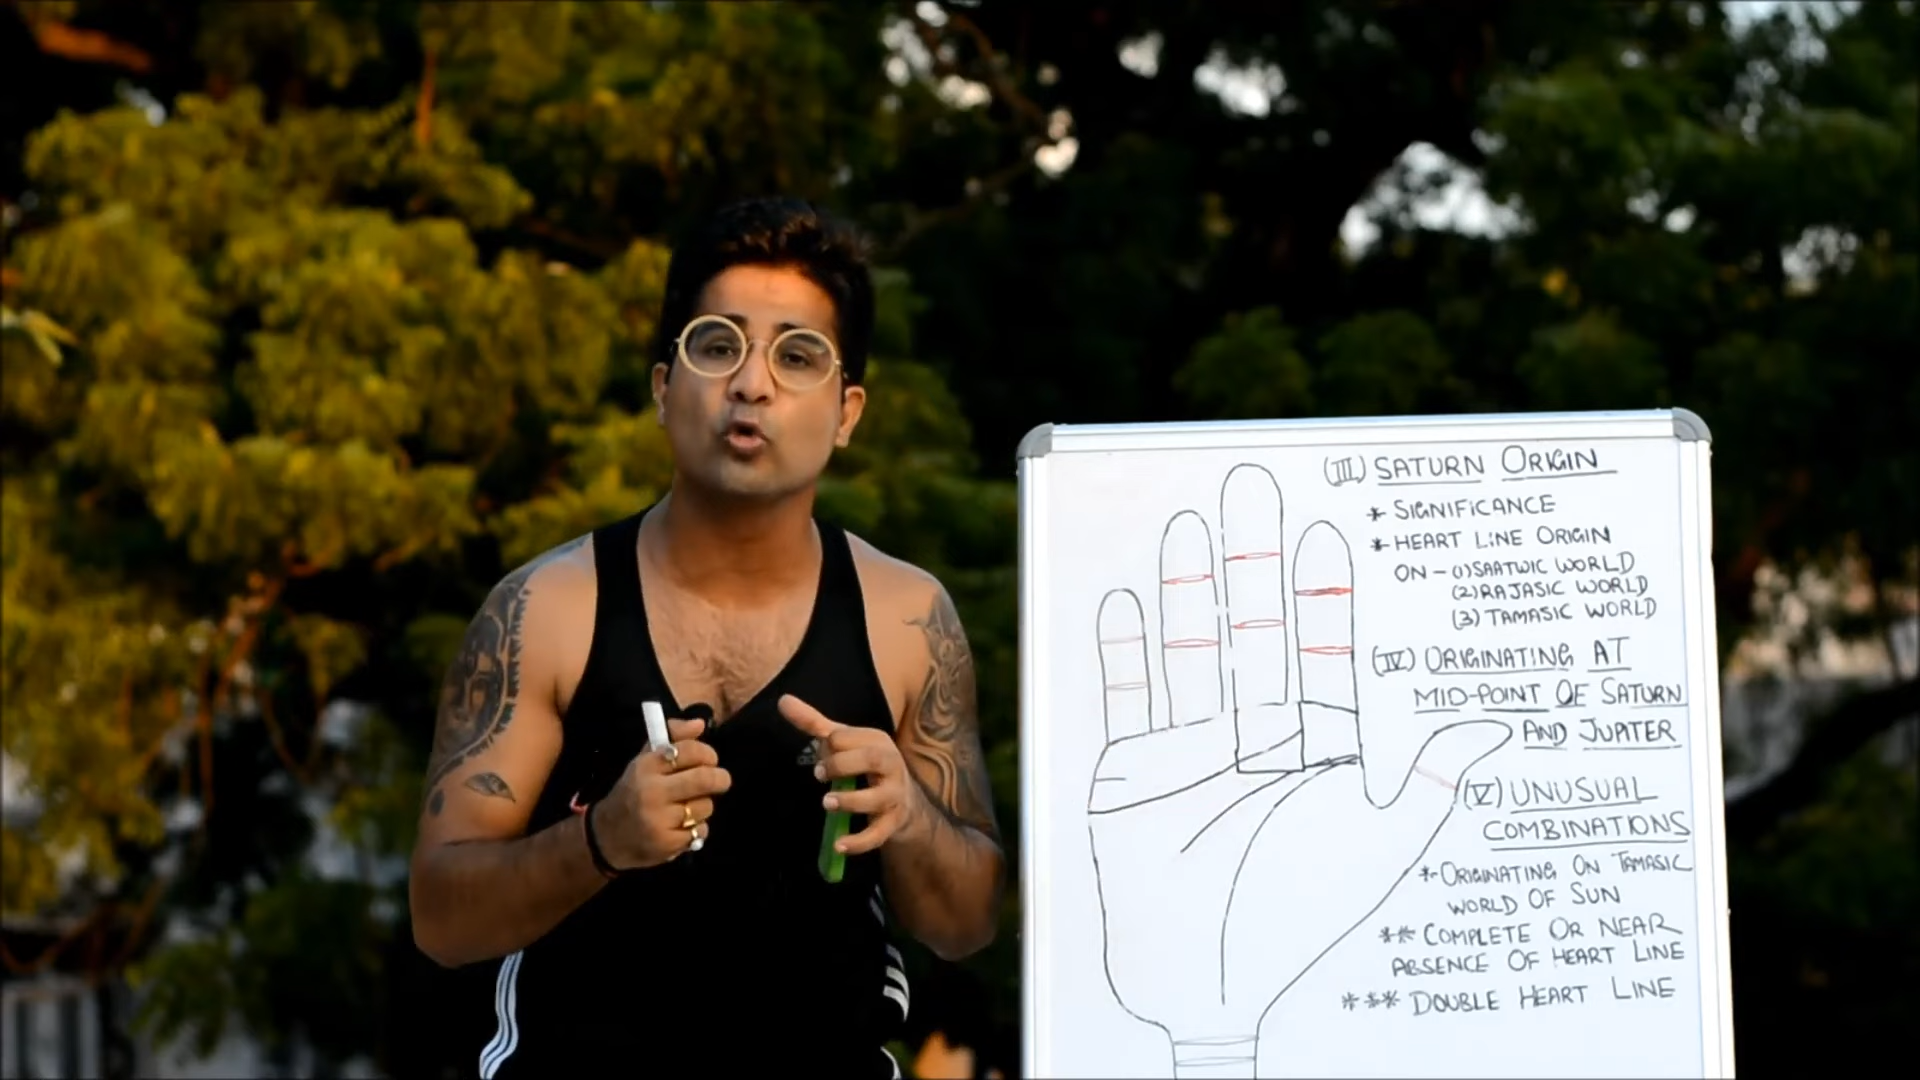 (III) SATURN ORIGIN
* SIGNIFICANCE
* HEART LINE ORIGIN
ON - (1) SAATWIC WORLD
(2) RAJASIC WORLD
(3) TAMASIC WORLD
(IV) ORIGINATING AT
MID-POINT OF SATURN
AND JUPITER
(V) UNUSUAL
COMBINATIONS
* ORIGINATING ON TAMASIC
WORLD OF SUN
** COMPLETE OR NEAR
ABSENCE OF HEART LINE
*** DOUBLE HEART LINE